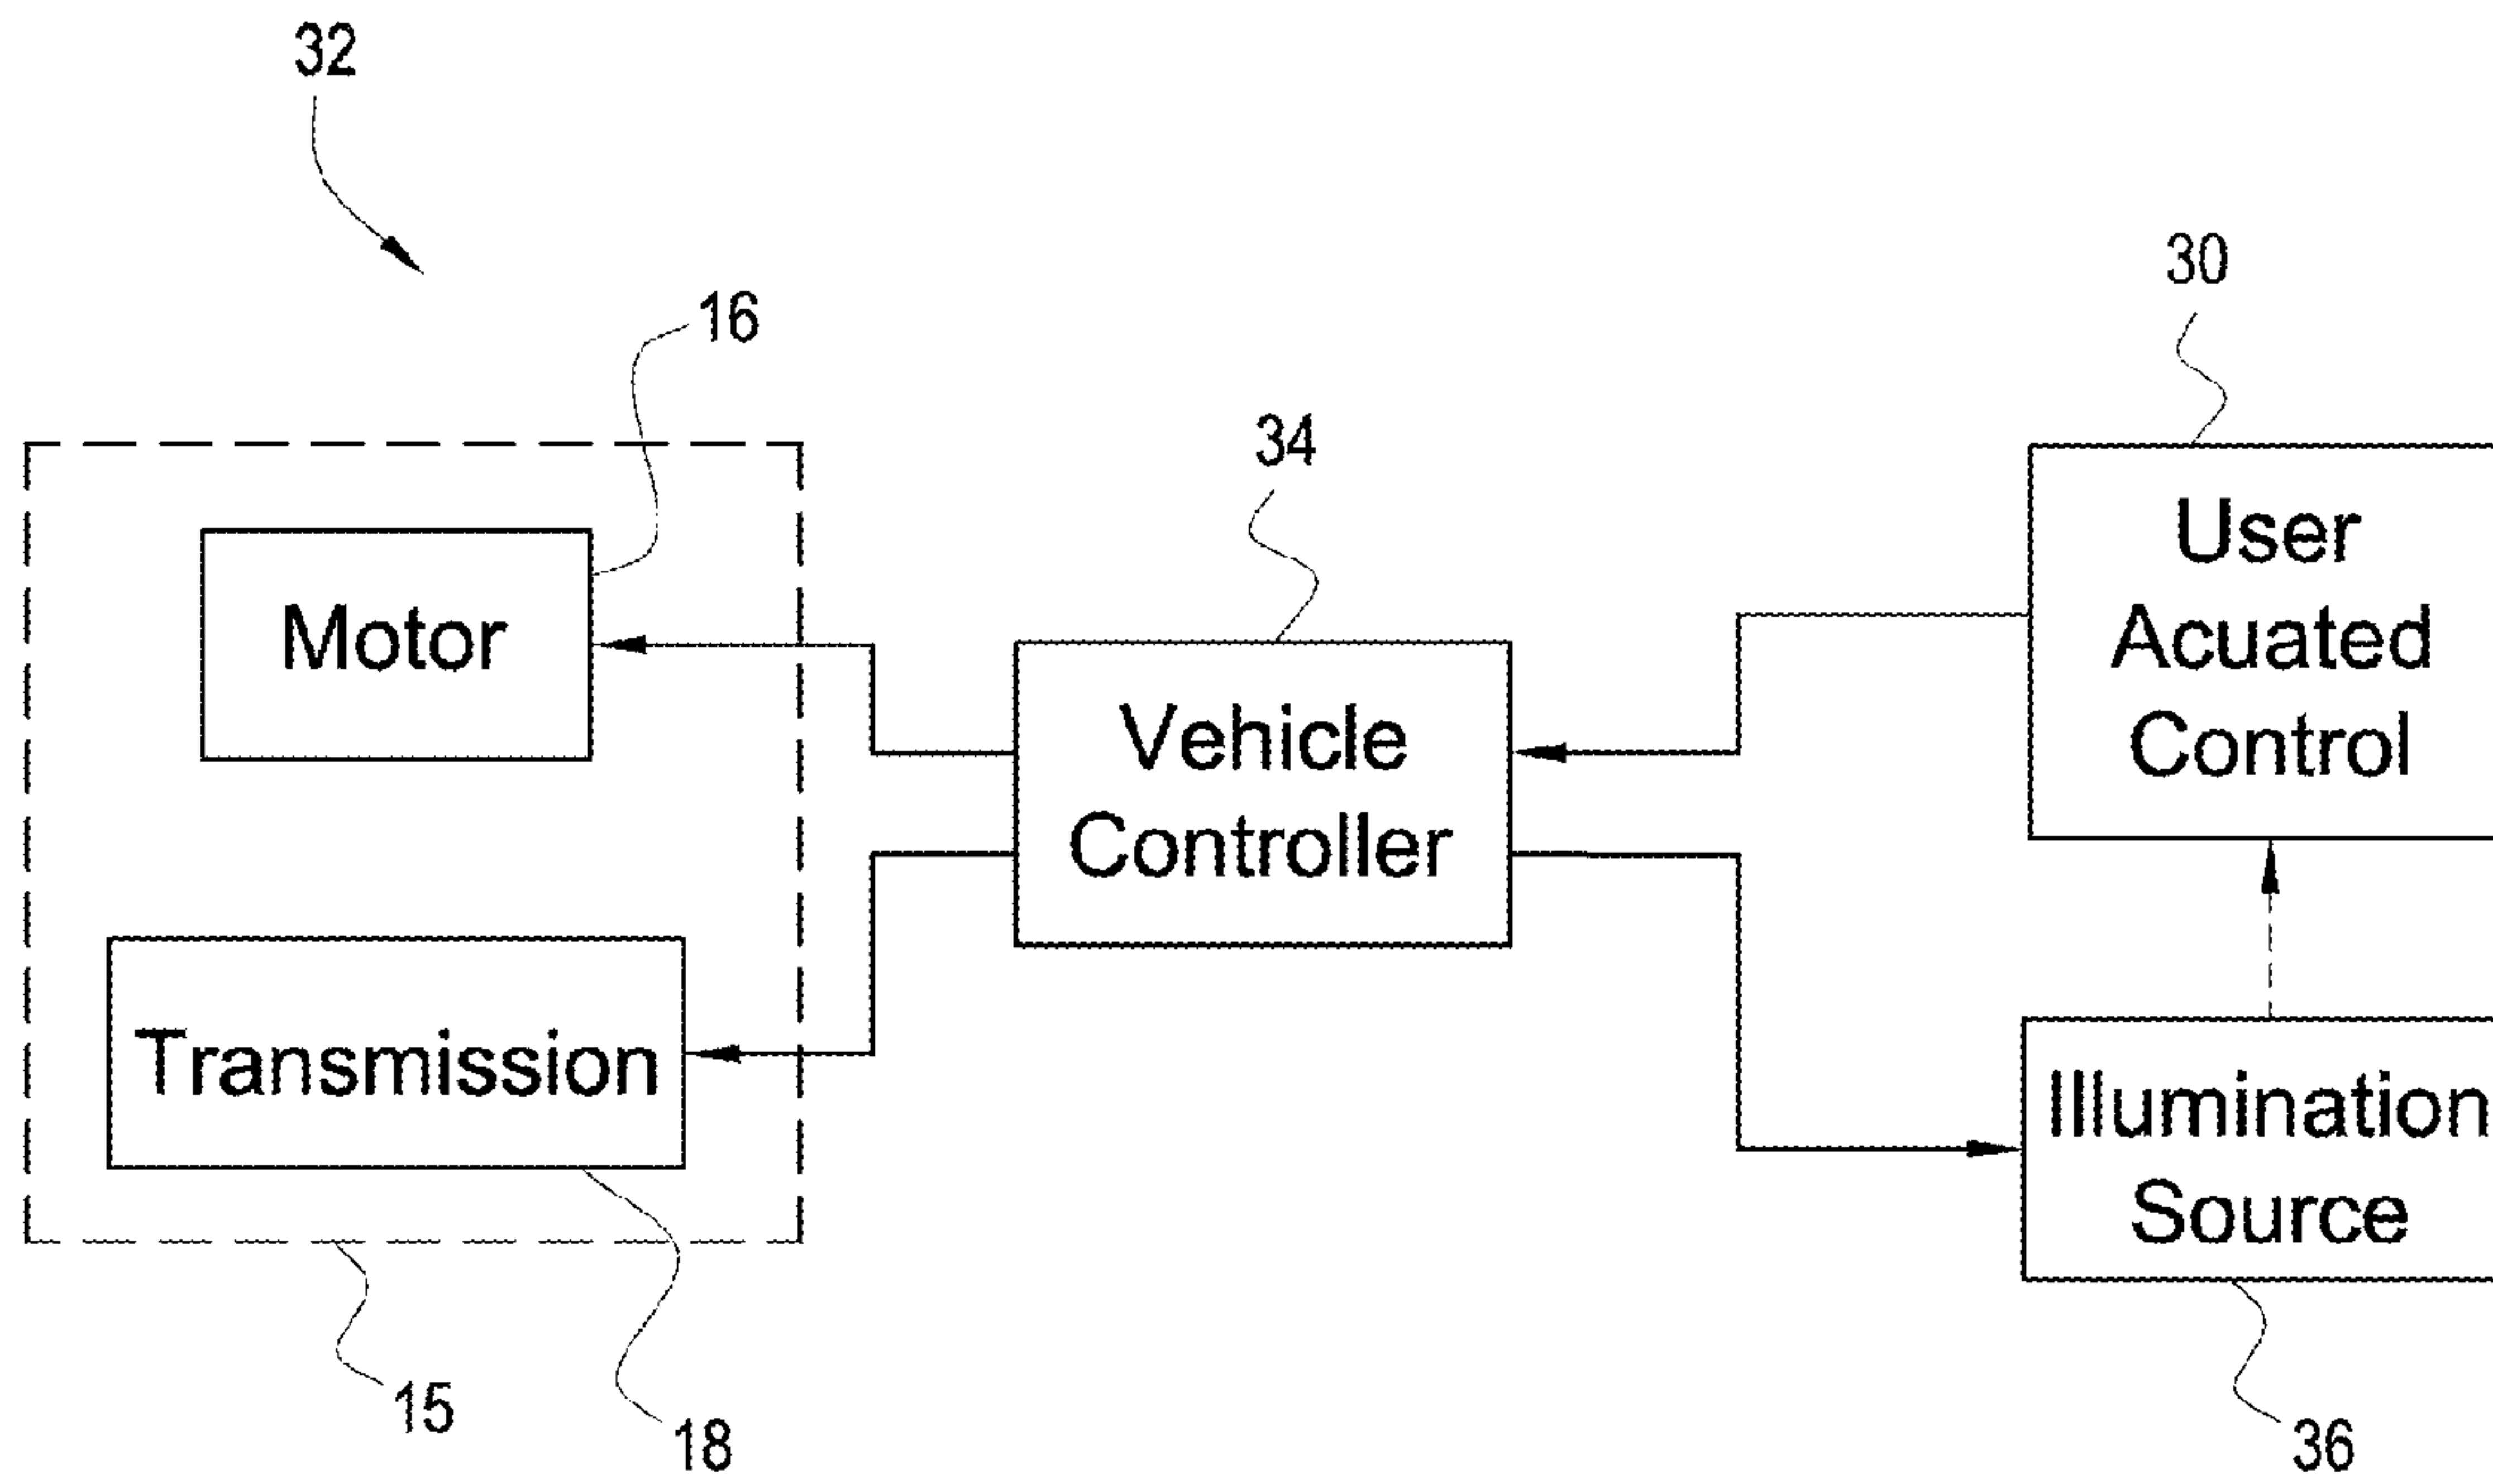 32
16
30
34
Motor
User
Acuated
Control
Vehicle
Controller
Transmission
Illumination
Source
15
18
36